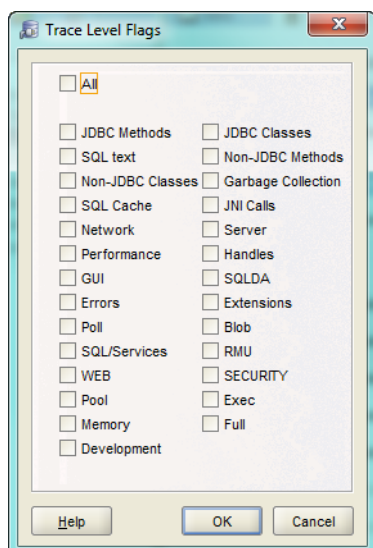 Trace Level Flags
All
JDBC Methods JDBC Classes
SQL text Non-JDBC Methods
Non-JDBC Classes Garbage Collection
SQL Cache JNI Calls
Network Server
Performance Handles
GUI SQLDA
Errors Extensions
Poll Blob
SQL/Services RMU
WEB SECURITY
Pool Exec
Memory Full
Development
Help OK Cancel